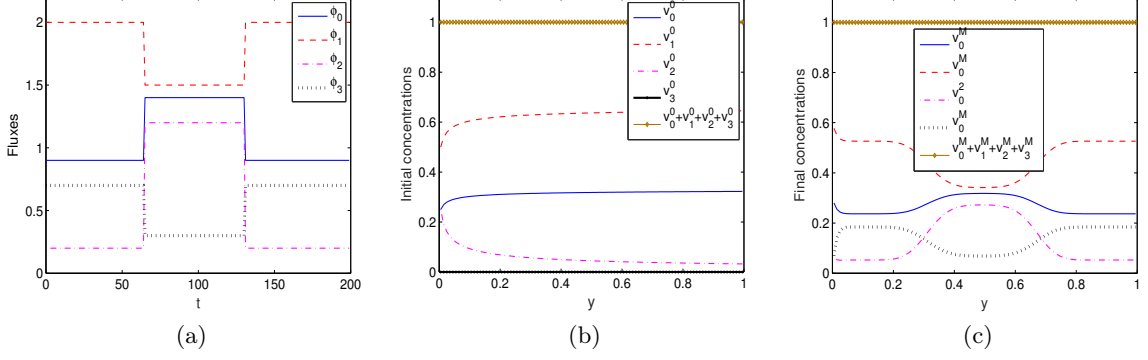 Fluxes
2
1.5
1
0.5
0
0 50 100 150 200
t
ϕ₀
ϕ₁
ϕ₂
ϕ₃
(a)
Initial concentrations
1
0.8
0.6
0.4
0.2
0
0 0.2 0.4 0.6 0.8 1
y
v₀⁰
v₁⁰
v₂⁰
v₃⁰
v₀⁰+v₁⁰+v₂⁰+v₃⁰
(b)
Final concentrations
1
0.8
0.6
0.4
0.2
0
0 0.2 0.4 0.6 0.8 1
y
v₀ᴹ
v₀ᴹ
v₀²
v₀ᴹ
v₀ᴹ+v₁ᴹ+v₂ᴹ+v₃ᴹ
(c)